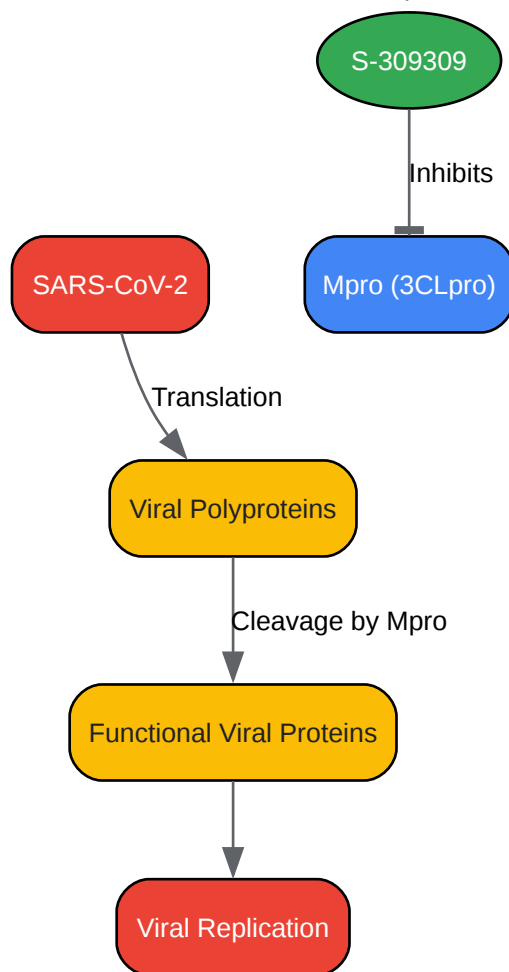 S-309309
Inhibits
SARS-CoV-2
Mpro (3CLpro)
Translation
Viral Polyproteins
Cleavage by Mpro
Functional Viral Proteins
Viral Replication